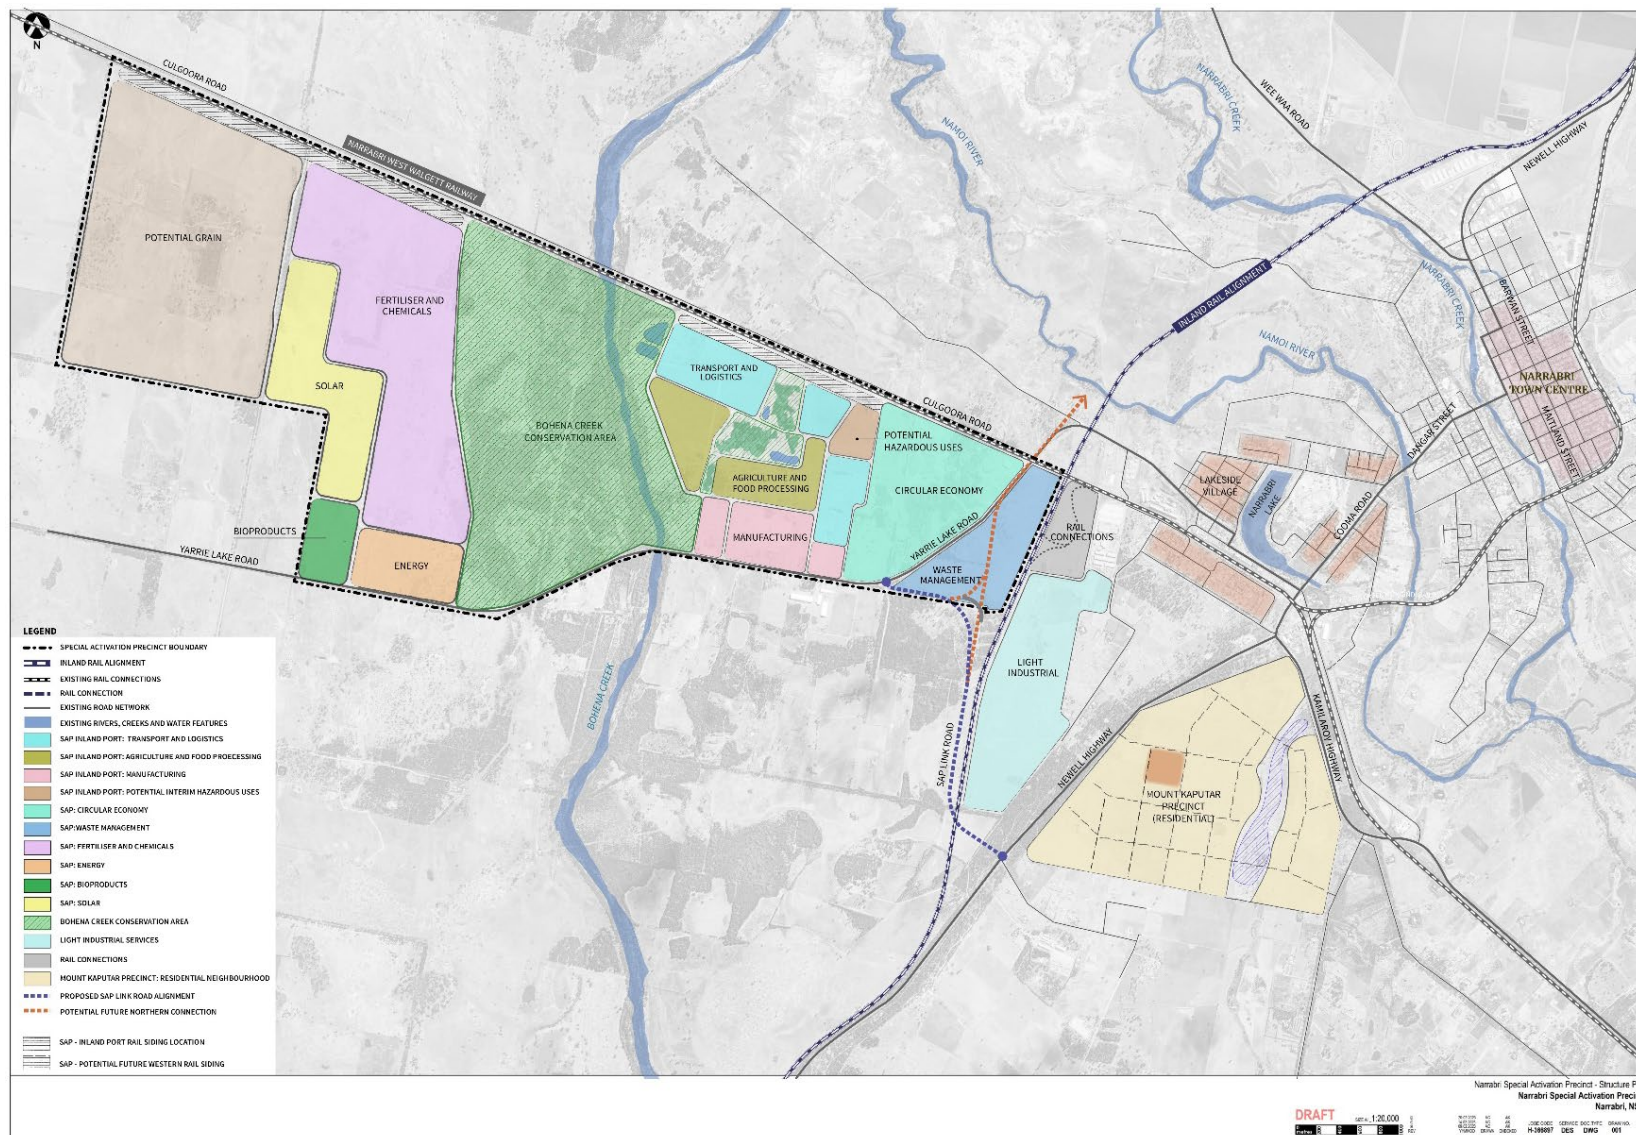 N
CULGOORA ROAD
NARRABRI WEST WALGETT RAILWAY
POTENTIAL GRAIN
FERTILISER AND
CHEMICALS
SOLAR
BIOPRODUCTS
YARRIE LAKE ROAD
ENERGY
BOHENA CREEK
CONSERVATION AREA
BOHENA CREEK
TRANSPORT AND
LOGISTICS
AGRICULTURE AND
FOOD PROCESSING
MANUFACTURING
CULGOORA ROAD
POTENTIAL
HAZARDOUS USES
CIRCULAR ECONOMY
YARRIE LAKE ROAD
WASTE
MANAGEMENT
RAIL
CONNECTIONS
LIGHT
INDUSTRIAL
SAP LINK ROAD
NEWELL HIGHWAY
MOUNT KAPUTAR
PRECINCT
(RESIDENTIAL)
KAMILAROY HIGHWAY
INLAND RAIL ALIGNMENT
NAMOI RIVER
NARRABRI CREEK
WEE WAA ROAD
NEWELL HIGHWAY
NAMOI RIVER
NARRABRI CREEK
BARWAN STREET
NARRABRI
TOWN CENTRE
MAITLAND STREET
DANGAR STREET
COOMA ROAD
LAKESIDE
VILLAGE
NARRABRI
LAKE
LEGEND
SPECIAL ACTIVATION PRECINCT BOUNDARY
INLAND RAIL ALIGNMENT
EXISTING RAIL CONNECTIONS
RAIL CONNECTION
EXISTING ROAD NETWORK
EXISTING RIVERS, CREEKS AND WATER FEATURES
SAP INLAND PORT: TRANSPORT AND LOGISTICS
SAP INLAND PORT: AGRICULTURE AND FOOD PROECESSING
SAP INLAND PORT: MANUFACTURING
SAP INLAND PORT: POTENTIAL INTERIM HAZARDOUS USES
SAP: CIRCULAR ECONOMY
SAP:WASTE MANAGEMENT
SAP: FERTILISER AND CHEMICALS
SAP: ENERGY
SAP: BIOPRODUCTS
SAP: SOLAR
BOHENA CREEK CONSERVATION AREA
LIGHT INDUSTRIAL SERVICES
RAIL CONNECTIONS
MOUNT KAPUTAR PRECINCT: RESIDENTIAL NEIGHBOURHOOD
PROPOSED SAP LINK ROAD ALIGNMENT
POTENTIAL FUTURE NORTHERN CONNECTION
SAP - INLAND PORT RAIL SIDING LOCATION
SAP - POTENTIAL FUTURE WESTERN RAIL SIDING
Narrabri Special Activation Precinct - Structure P
Narrabri Special Activation Preci
Narrabri, N
DRAFT
1:20,000
DES DWG 001